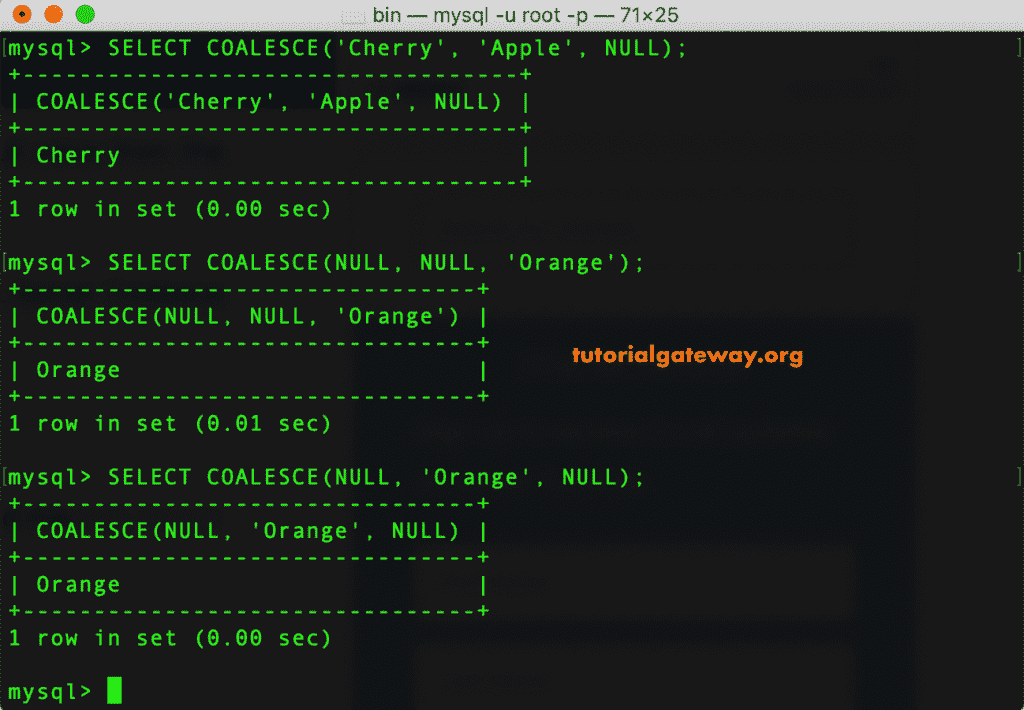 bin — mysql -u root -p — 71×25
[mysql> SELECT COALESCE('Cherry', 'Apple', NULL); ]
+-----------------------------------+
| COALESCE('Cherry', 'Apple', NULL) |
+-----------------------------------+
| Cherry                            |
+-----------------------------------+
1 row in set (0.00 sec)
[mysql> SELECT COALESCE(NULL, NULL, 'Orange'); ]
+--------------------------------+
| COALESCE(NULL, NULL, 'Orange') |
+--------------------------------+
tutorialgateway.org
| Orange                         |
+--------------------------------+
1 row in set (0.01 sec)
[mysql> SELECT COALESCE(NULL, 'Orange', NULL); ]
+--------------------------------+
| COALESCE(NULL, 'Orange', NULL) |
+--------------------------------+
| Orange                         |
+--------------------------------+
1 row in set (0.00 sec)
mysql>